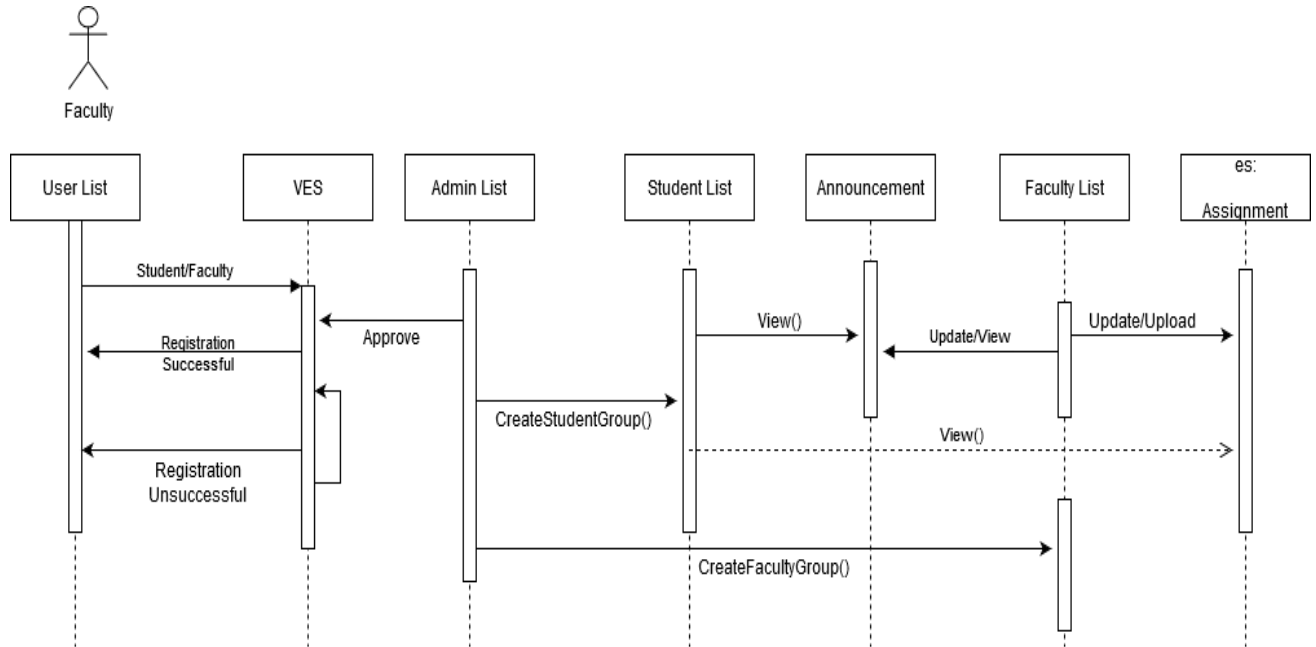 Faculty
User List
VES
Admin List
Student List
Announcement
Faculty List
es:
Assignment
Student/Faculty
Approve
View()
Update/View
Update/Upload
Registration
Successful
CreateStudentGroup()
View()
Registration
Unsuccessful
CreateFacultyGroup()